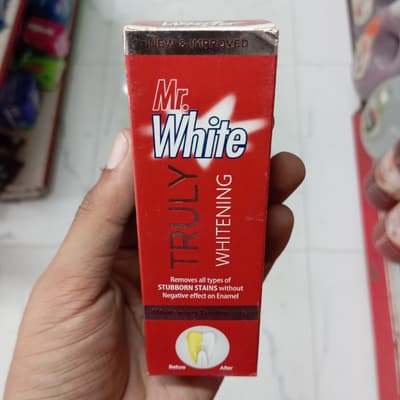 NEW & IMPROVED
Mr.
White
TRULY
WHITENING
Removes all types of
STUBBORN STAINS without
Negative effect on Enamel
Before After